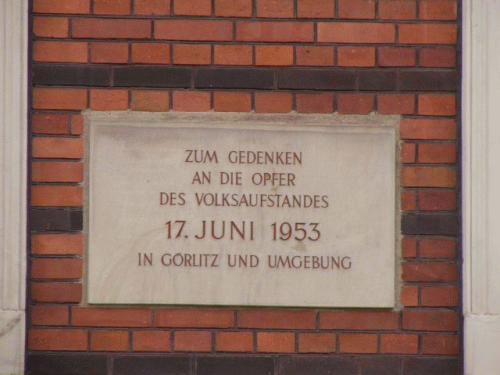 ZUM GEDENKEN
AN DIE OPFER
DES VOLKSAUFSTANDES
17. JUNI 1953
IN GÖRLITZ UND UMGEBUNG